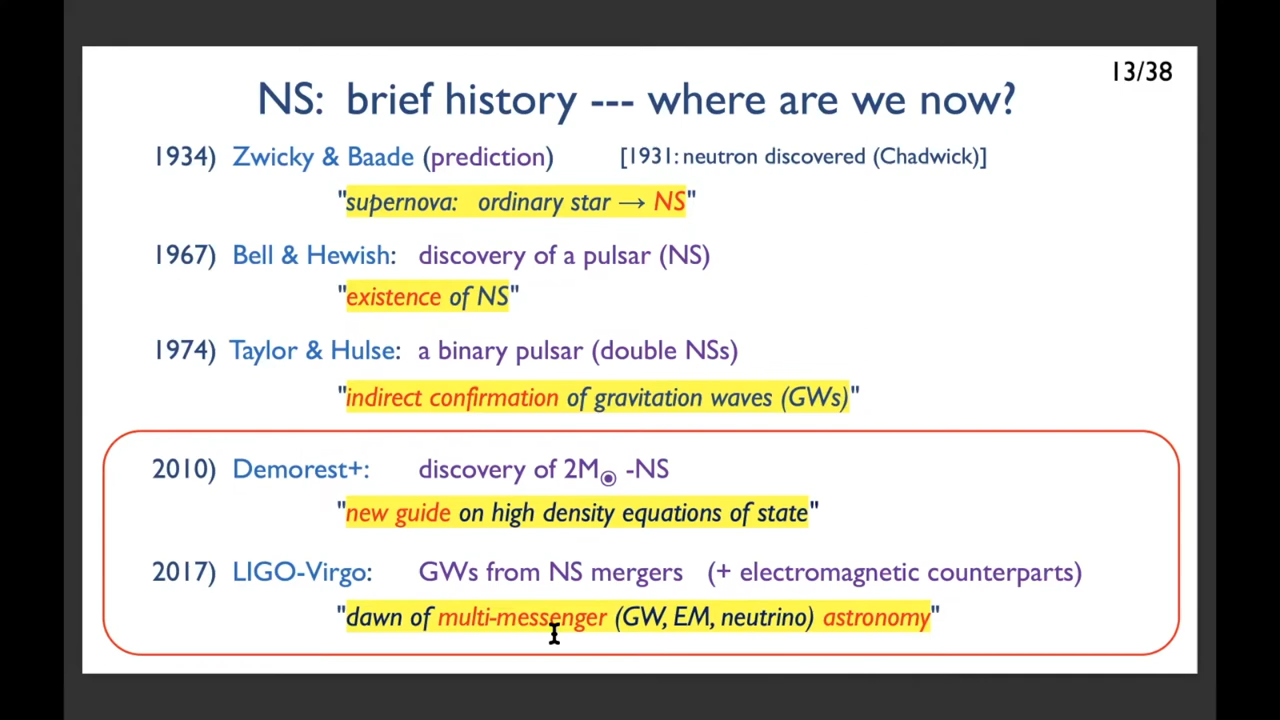 13/38
NS: brief history --- where are we now?
1934) Zwicky & Baade (prediction) [1931: neutron discovered (Chadwick)]
"supernova: ordinary star → NS"
1967) Bell & Hewish: discovery of a pulsar (NS)
"existence of NS"
1974) Taylor & Hulse: a binary pulsar (double NSs)
"indirect confirmation of gravitation waves (GWs)"
2010) Demorest+: discovery of 2M☉ -NS
"new guide on high density equations of state"
2017) LIGO-Virgo: GWs from NS mergers (+ electromagnetic counterparts)
"dawn of multi-messenger (GW, EM, neutrino) astronomy"